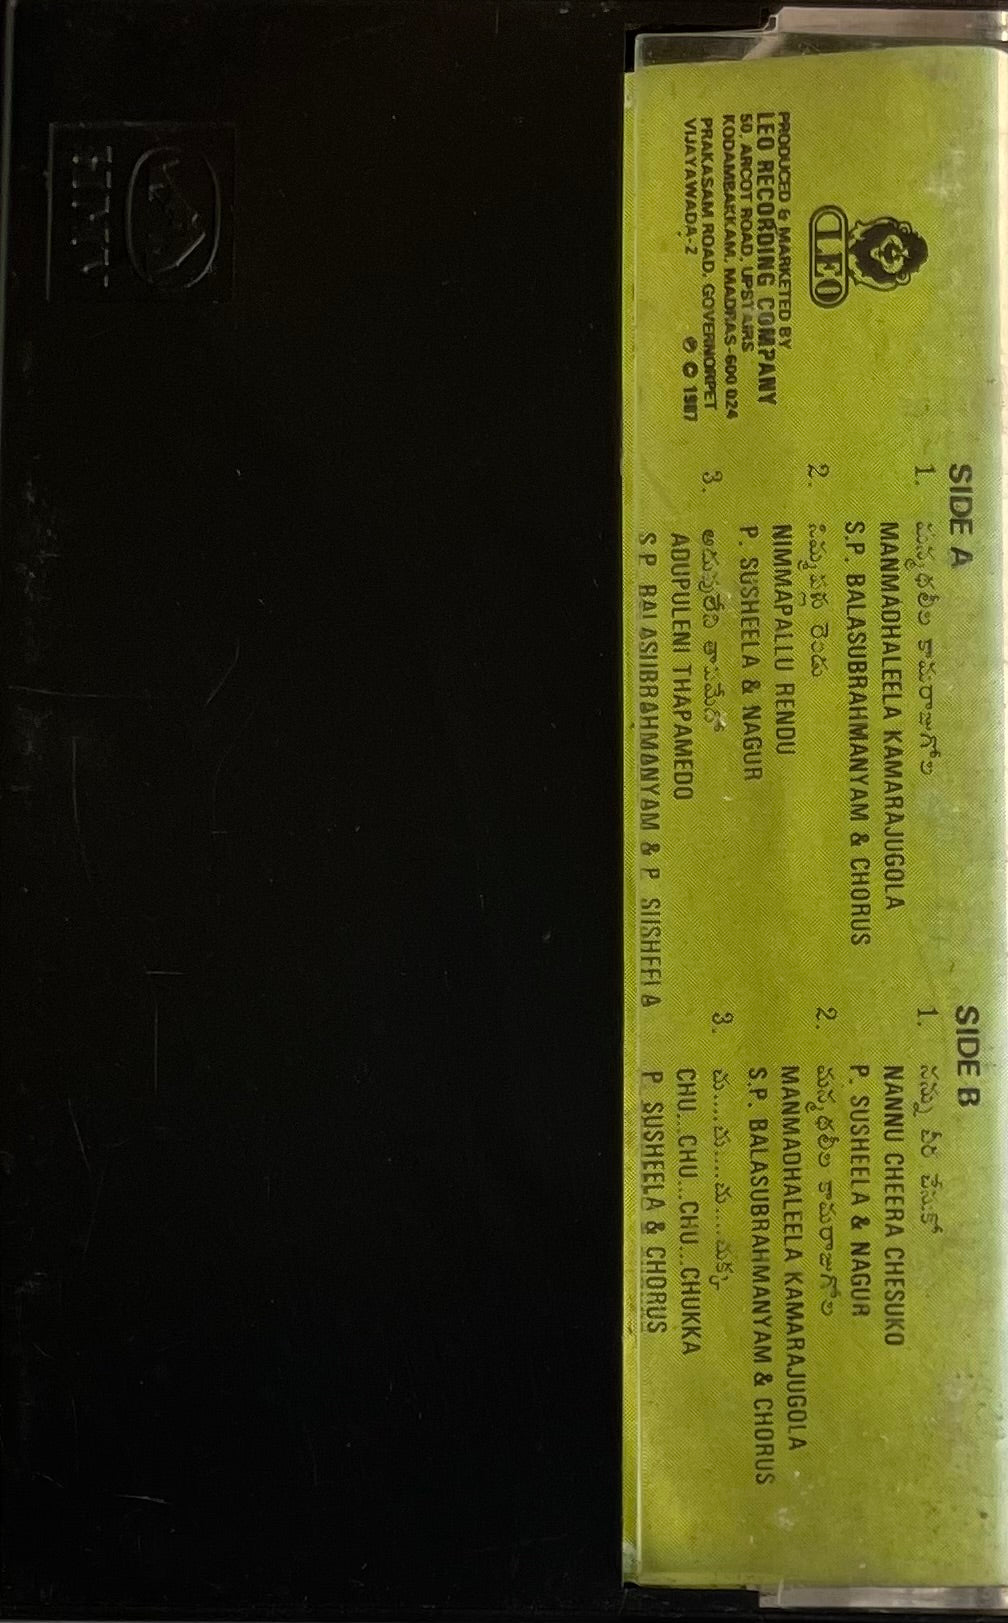 LEO
PRODUCED & MARKETED BY
LEO RECORDING COMPANY
50, ARCOT ROAD, UPSTAIRS
KODAMBAKKAM, MADRAS-600 024
PRAKASAM ROAD, GOVERNORPET
VIJAYAWADA-2 ℗ © 1987
SIDE A
1. మన్మథలీల కామరాజుగోల
MANMADHALEELA KAMARAJUGOLA
S.P. BALASUBRAHMANYAM & CHORUS
2. నిమ్మపళ్లు రెండు
NIMMAPALLU RENDU
P. SUSHEELA & NAGUR
3. అదుపులేని తాపమేదో
ADUPULENI THAPAMEDO
S.P. BALASUBRAHMANYAM & P. SUSHEELA
SIDE B
1. నన్ను చీర చేసుకో
NANNU CHEERA CHESUKO
P. SUSHEELA & NAGUR
2. మన్మథలీల కామరాజుగోల
MANMADHALEELA KAMARAJUGOLA
S.P. BALASUBRAHMANYAM & CHORUS
3. చు....చు....చు....చుక్క
CHU...CHU...CHU...CHUKKA
P. SUSHEELA & CHORUS